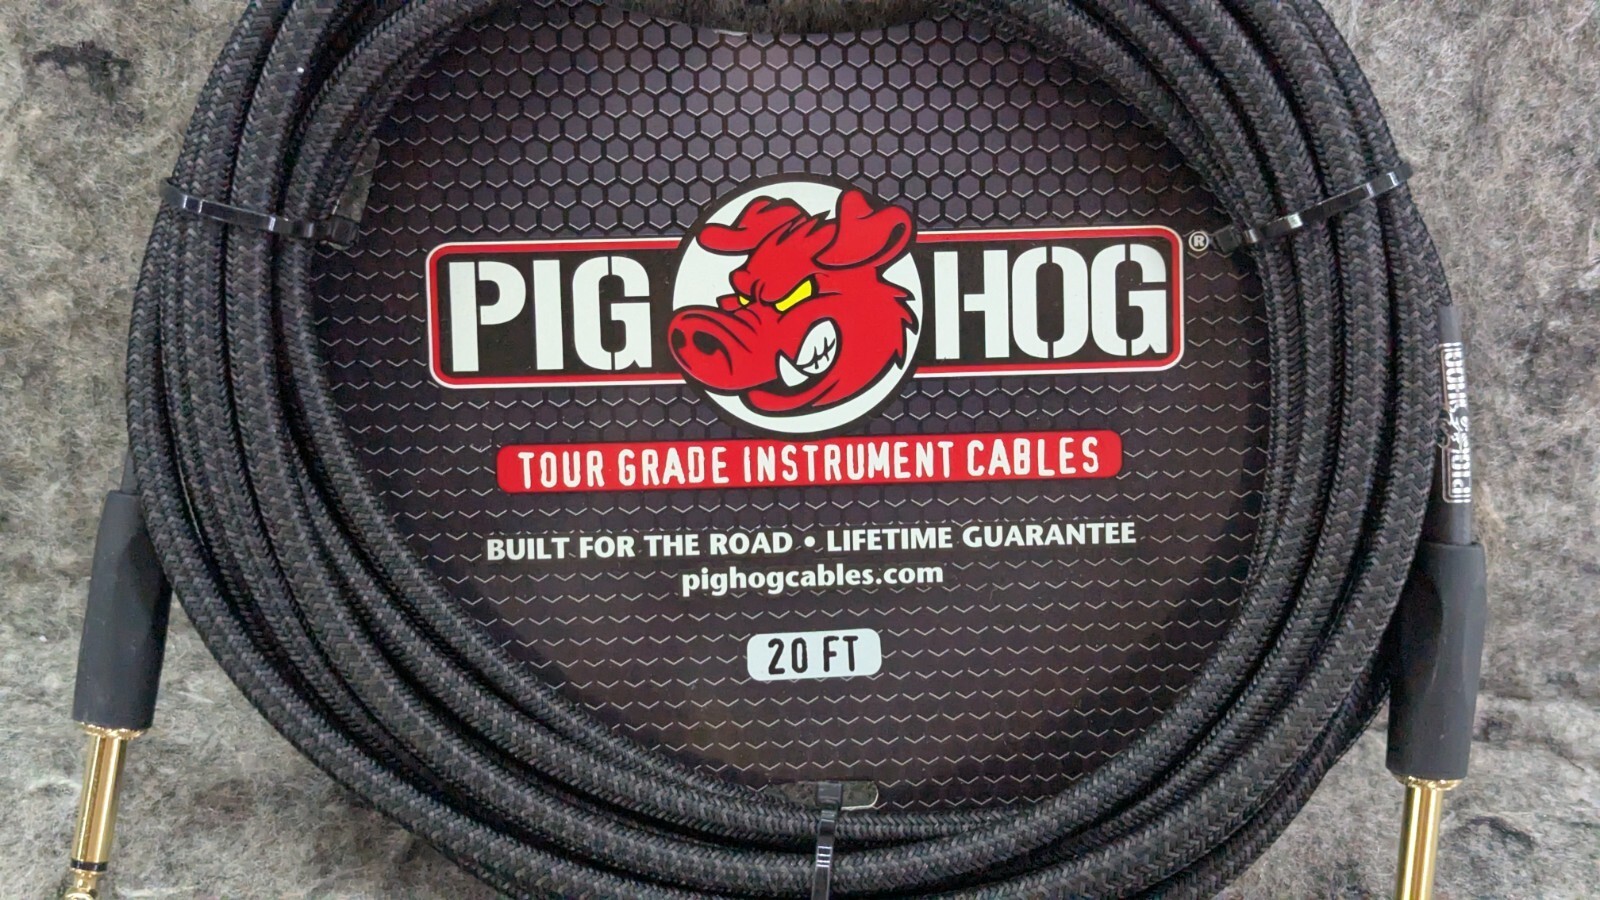 PIG HOG®
TOUR GRADE INSTRUMENT CABLES
BUILT FOR THE ROAD • LIFETIME GUARANTEE
pighogcables.com
20 FT